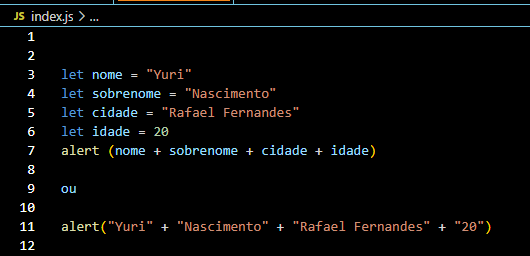 JS index.js > ...
1
2
3 let nome = "Yuri"
4 let sobrenome = "Nascimento"
5 let cidade = "Rafael Fernandes"
6 let idade = 20
7 alert (nome + sobrenome + cidade + idade)
8
9 ou
10
11 alert("Yuri" + "Nascimento" + "Rafael Fernandes" + "20")
12